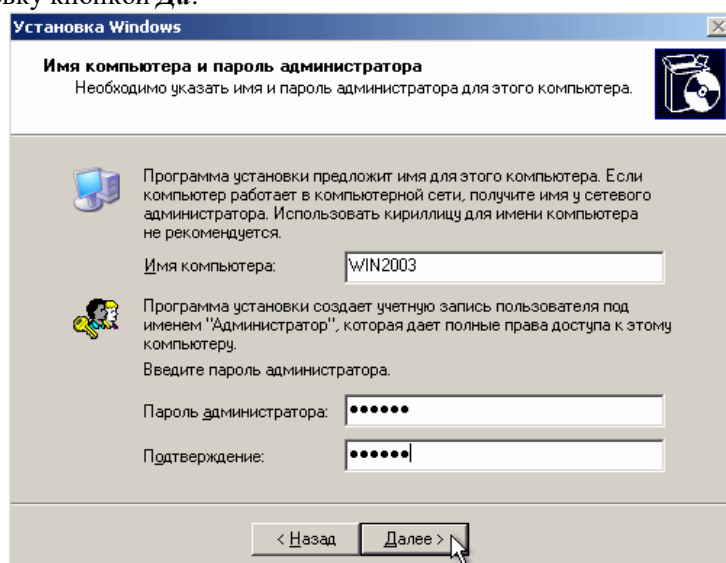 кнопкой Да.
Установка Windows
Имя компьютера и пароль администратора
Необходимо указать имя и пароль администратора для этого компьютера.
Программа установки предложит имя для этого компьютера. Если
компьютер работает в компьютерной сети, получите имя у сетевого
администратора. Использовать кириллицу для имени компьютера
не рекомендуется.
Имя компьютера: WIN2003
Программа установки создает учетную запись пользователя под
именем "Администратор", которая дает полные права доступа к этому
компьютеру.
Введите пароль администратора.
Пароль администратора: ••••••
Подтверждение: ••••••
< Назад Далее >